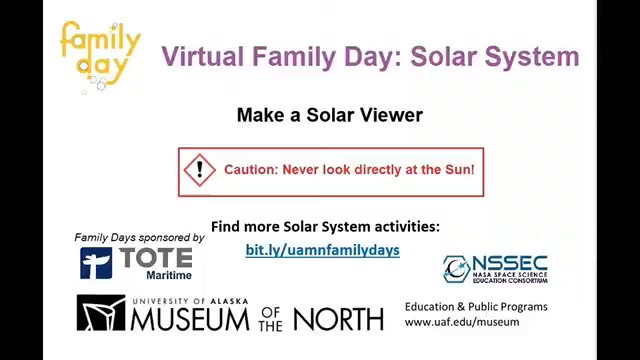 family
day
Virtual Family Day: Solar System
Make a Solar Viewer
!
Caution: Never look directly at the Sun!
Find more Solar System activities:
bit.ly/uamnfamilydays
Family Days sponsored by
TOTE
Maritime
NSSEC
NASA SPACE SCIENCE
EDUCATION CONSORTIUM
UNIVERSITY OF ALASKA
MUSEUM OF THE NORTH
Education & Public Programs
www.uaf.edu/museum